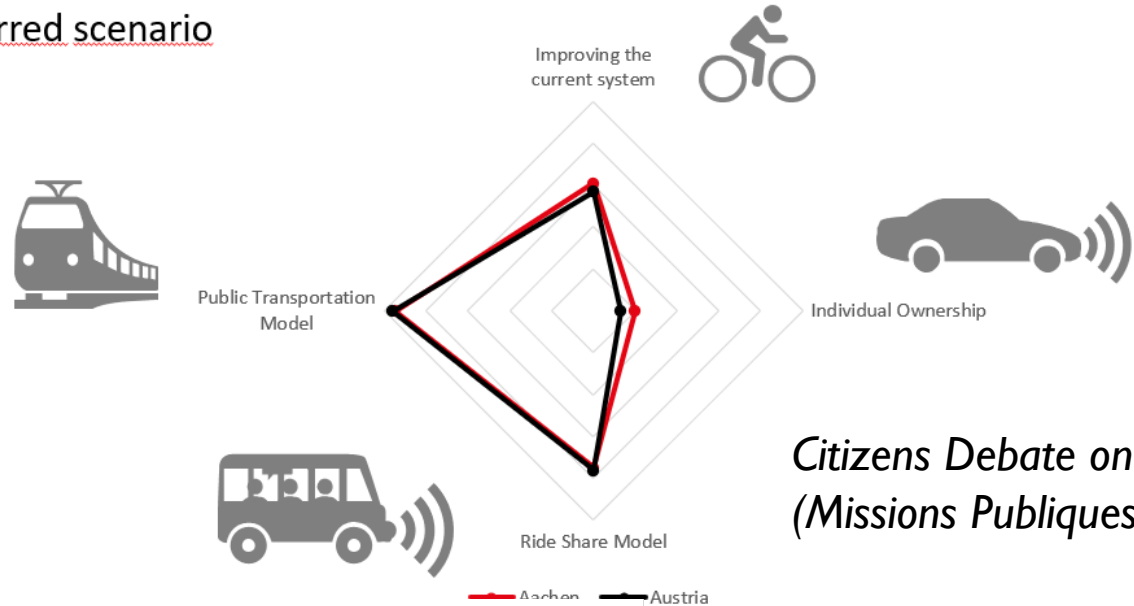 rred scenario
Improving the
current system
Public Transportation
Model
Individual Ownership
Citizens Debate on
(Missions Publiques
Ride Share Model
Aachen
Austria